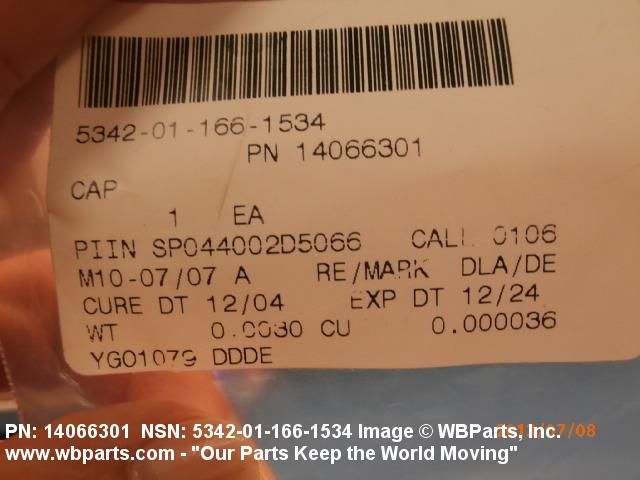 5342-01-166-1534
PN 14066301
CAP
1 EA
PIIN SP044002D5066 CALL 0106
M10-07/07 A RE/MARK DLA/DE
CURE DT 12/04 EXP DT 12/24
WT 0.0030 CU 0.000036
YG01079 DDDE
PN: 14066301 NSN: 5342-01-166-1534 Image © WBParts, Inc.
www.wbparts.com - "Our Parts Keep the World Moving"